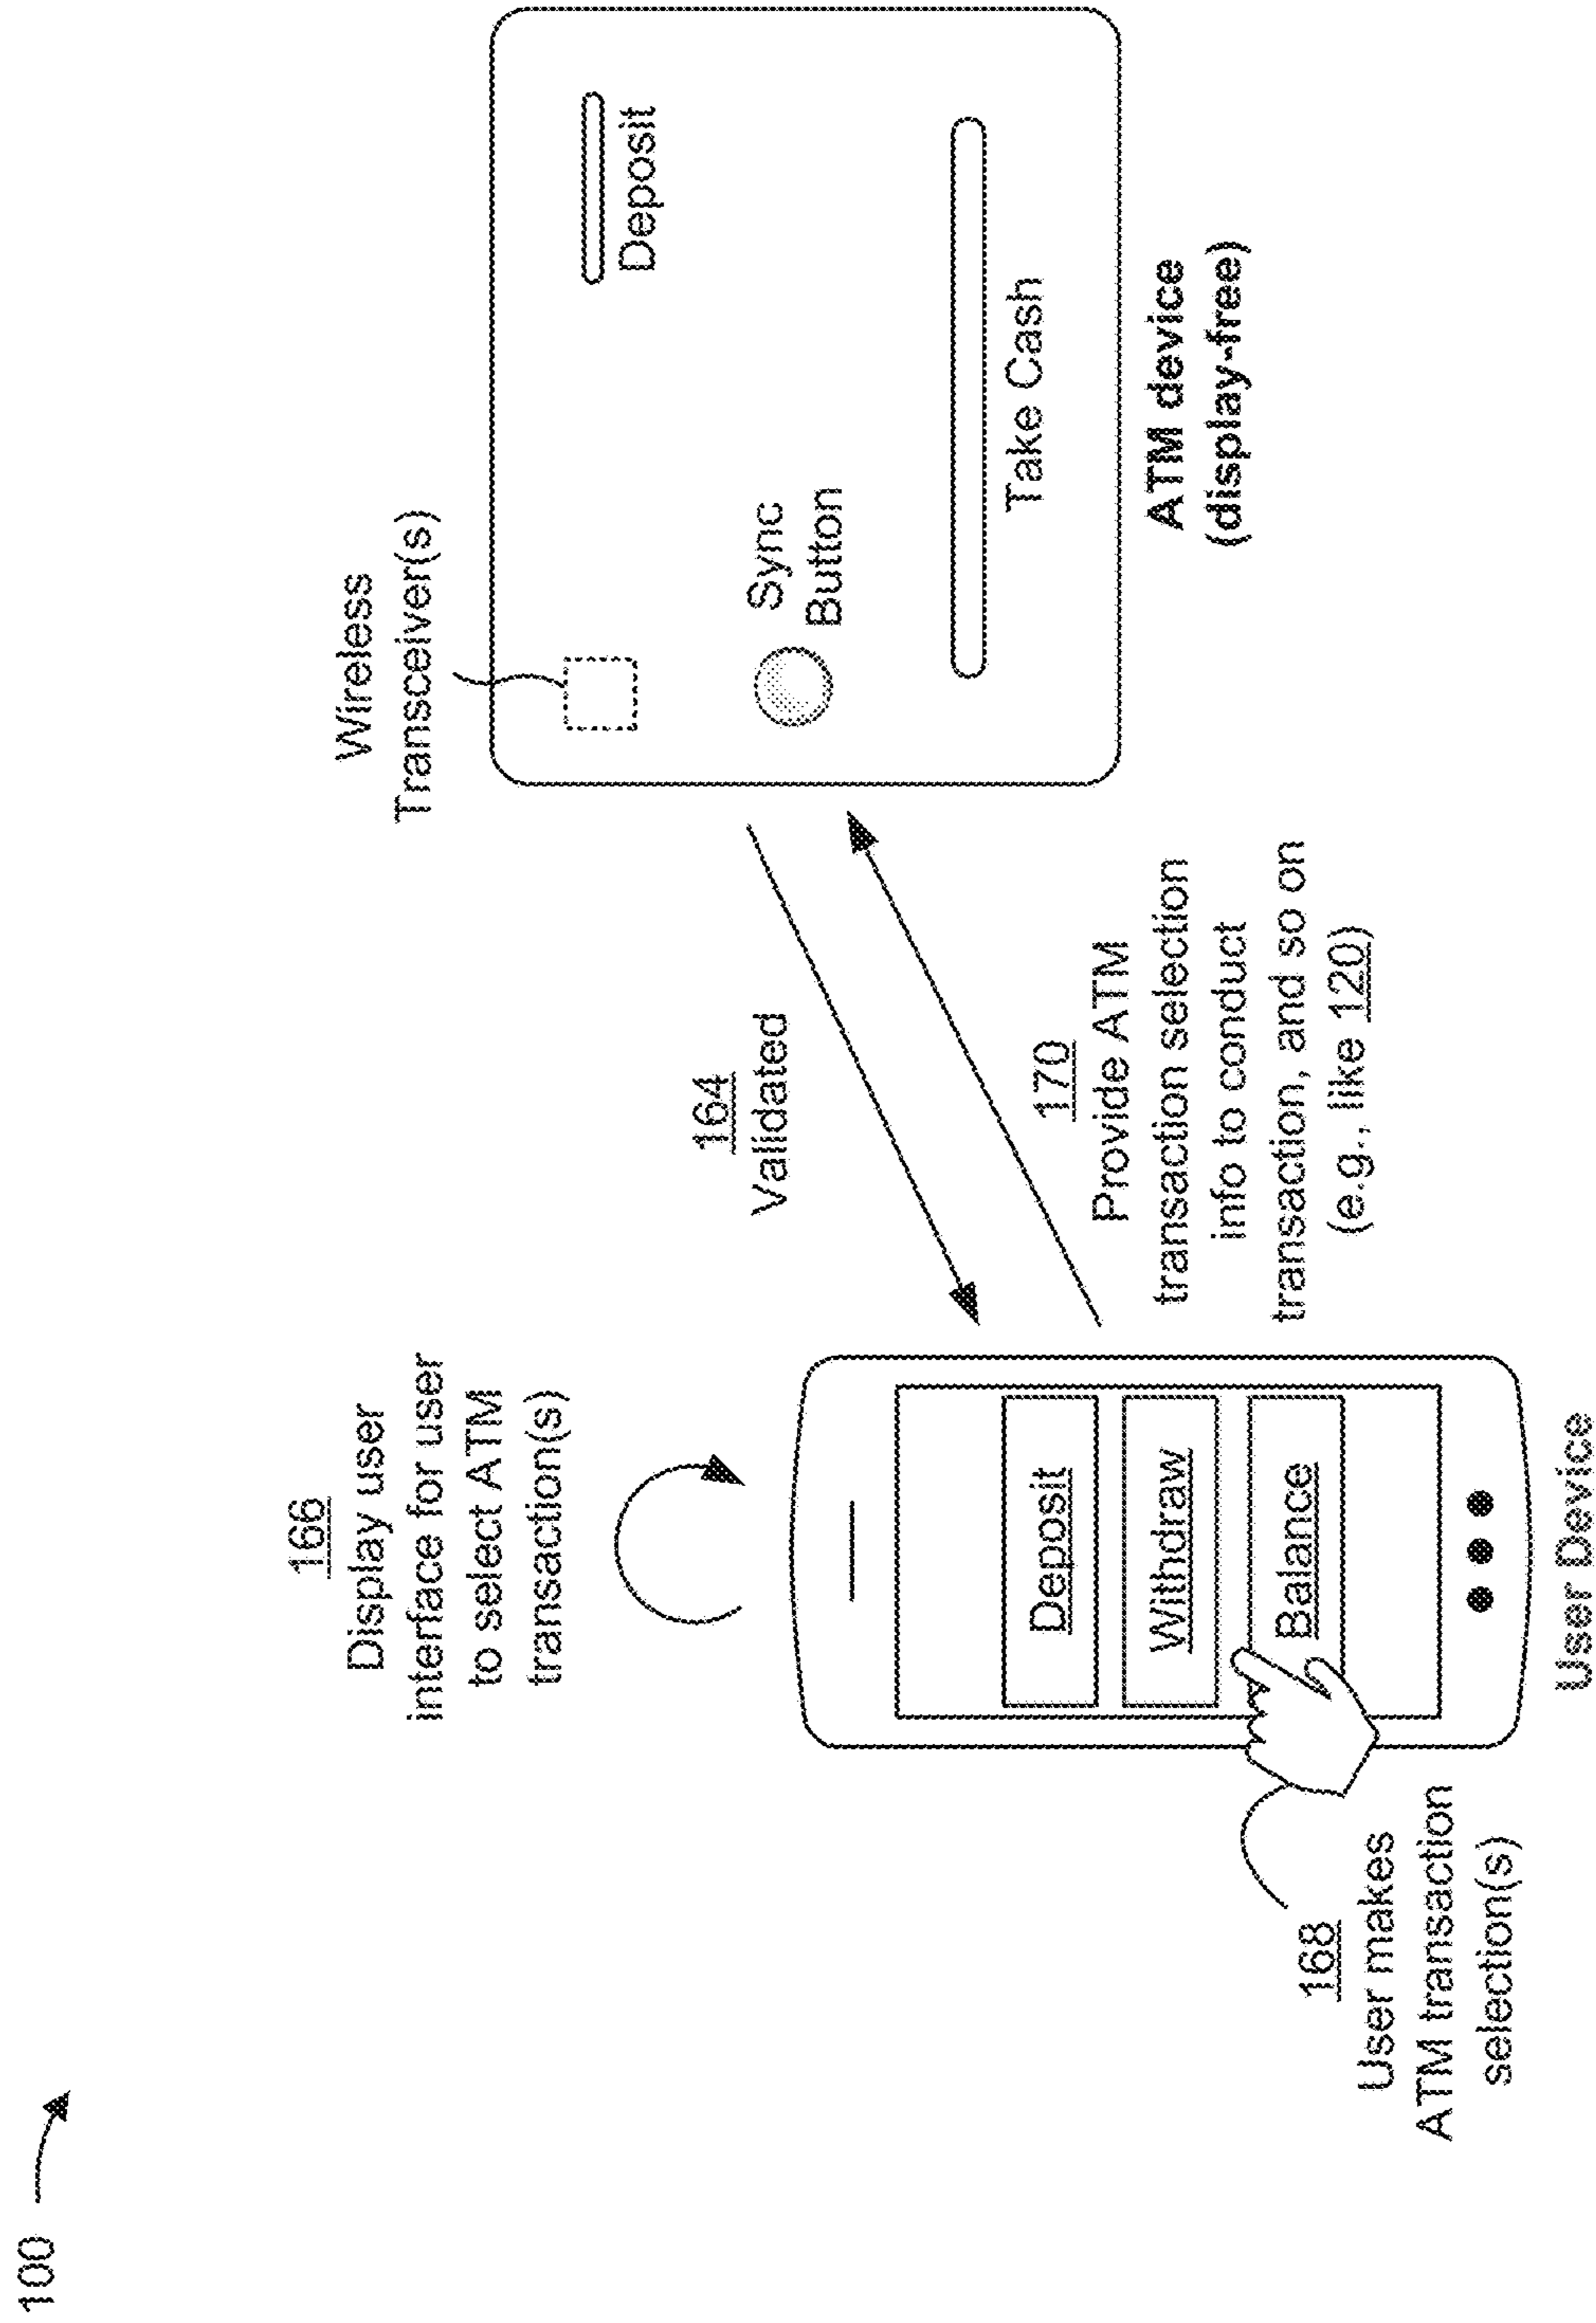 100
166
Display user
interface for user
to select ATM
transaction(s)
Deposit
Withdraw
Balance
User Device
168
User makes
ATM transaction
selection(s)
164
Validated
170
Provide ATM
transaction selection
info to conduct
transaction, and so on
(e.g., like 120)
Wireless
Transceiver(s)
Deposit
Sync
Button
Take Cash
ATM device
(display-free)